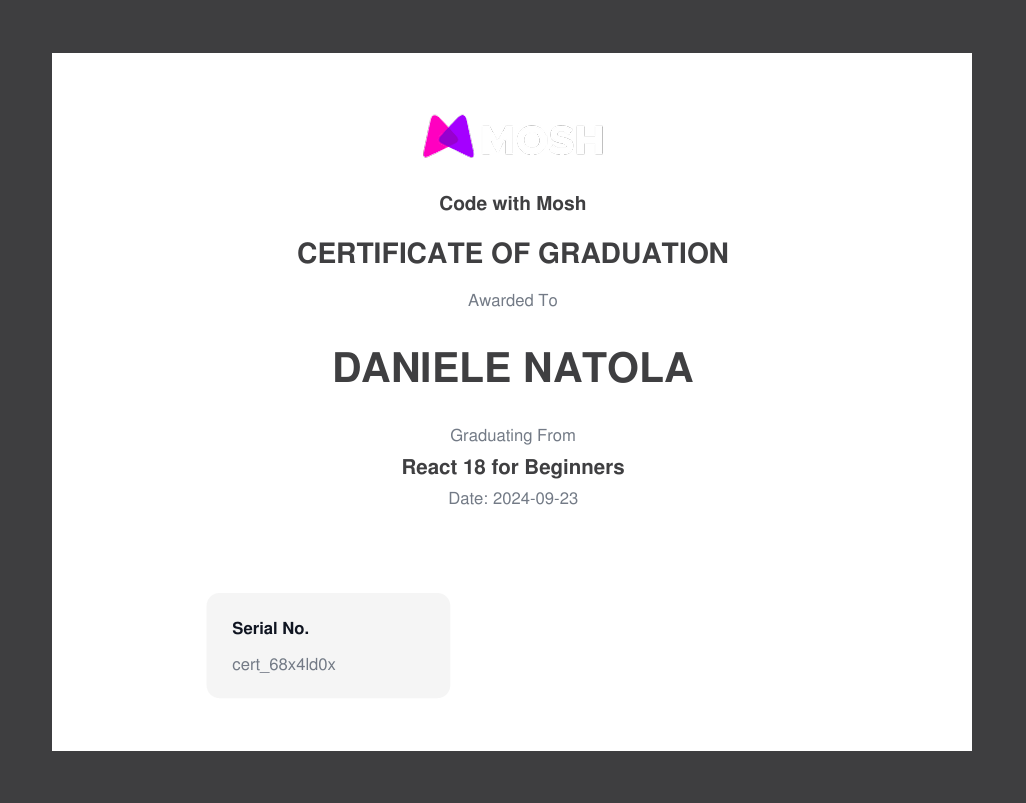 MOSH
Code with Mosh
CERTIFICATE OF GRADUATION
Awarded To
DANIELE NATOLA
Graduating From
React 18 for Beginners
Date: 2024-09-23
Serial No.
cert_68x4ld0x